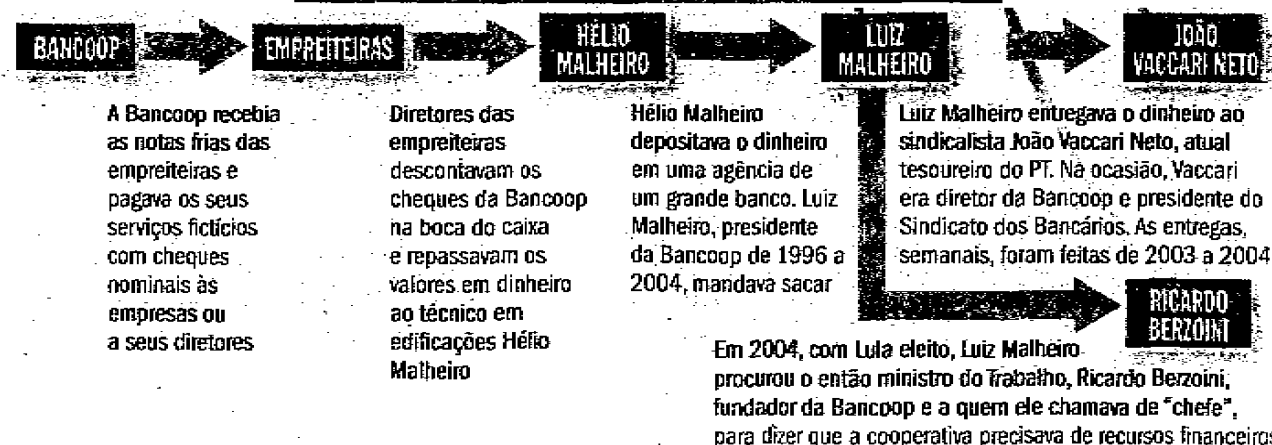 BANCOOP
EMPREITEIRAS
HÉLIO
MALHEIRO
LUIZ
MALHEIRO
JOÃO
VACCARI NETO
A Bancoop recebia
as notas frias das
empreiteiras e
pagava os seus
serviços fictícios
com cheques
nominais às
empresas ou
a seus diretores
Diretores das
empreiteiras
descontavam os
cheques da Bancoop
na boca do caixa
e repassavam os
valores em dinheiro
ao técnico em
edificações Hélio
Malheiro
Hélio Malheiro
depositava o dinheiro
em uma agência de
um grande banco. Luiz
Malheiro, presidente
da Bancoop de 1996 a
2004, mandava sacar
Luiz Malheiro entregava o dinheiro ao
sindicalista João Vaccari Neto, atual
tesoureiro do PT. Na ocasião, Vaccari
era diretor da Bancoop e presidente do
Sindicato dos Bancários. As entregas,
semanais, foram feitas de 2003 a 2004
RICARDO
BERZOINI
Em 2004, com Lula eleito, Luiz Malheiro
procurou o então ministro do Trabalho, Ricardo Berzoini,
fundador da Bancoop e a quem ele chamava de "chefe",
para dizer que a cooperativa precisava de recursos financeiros